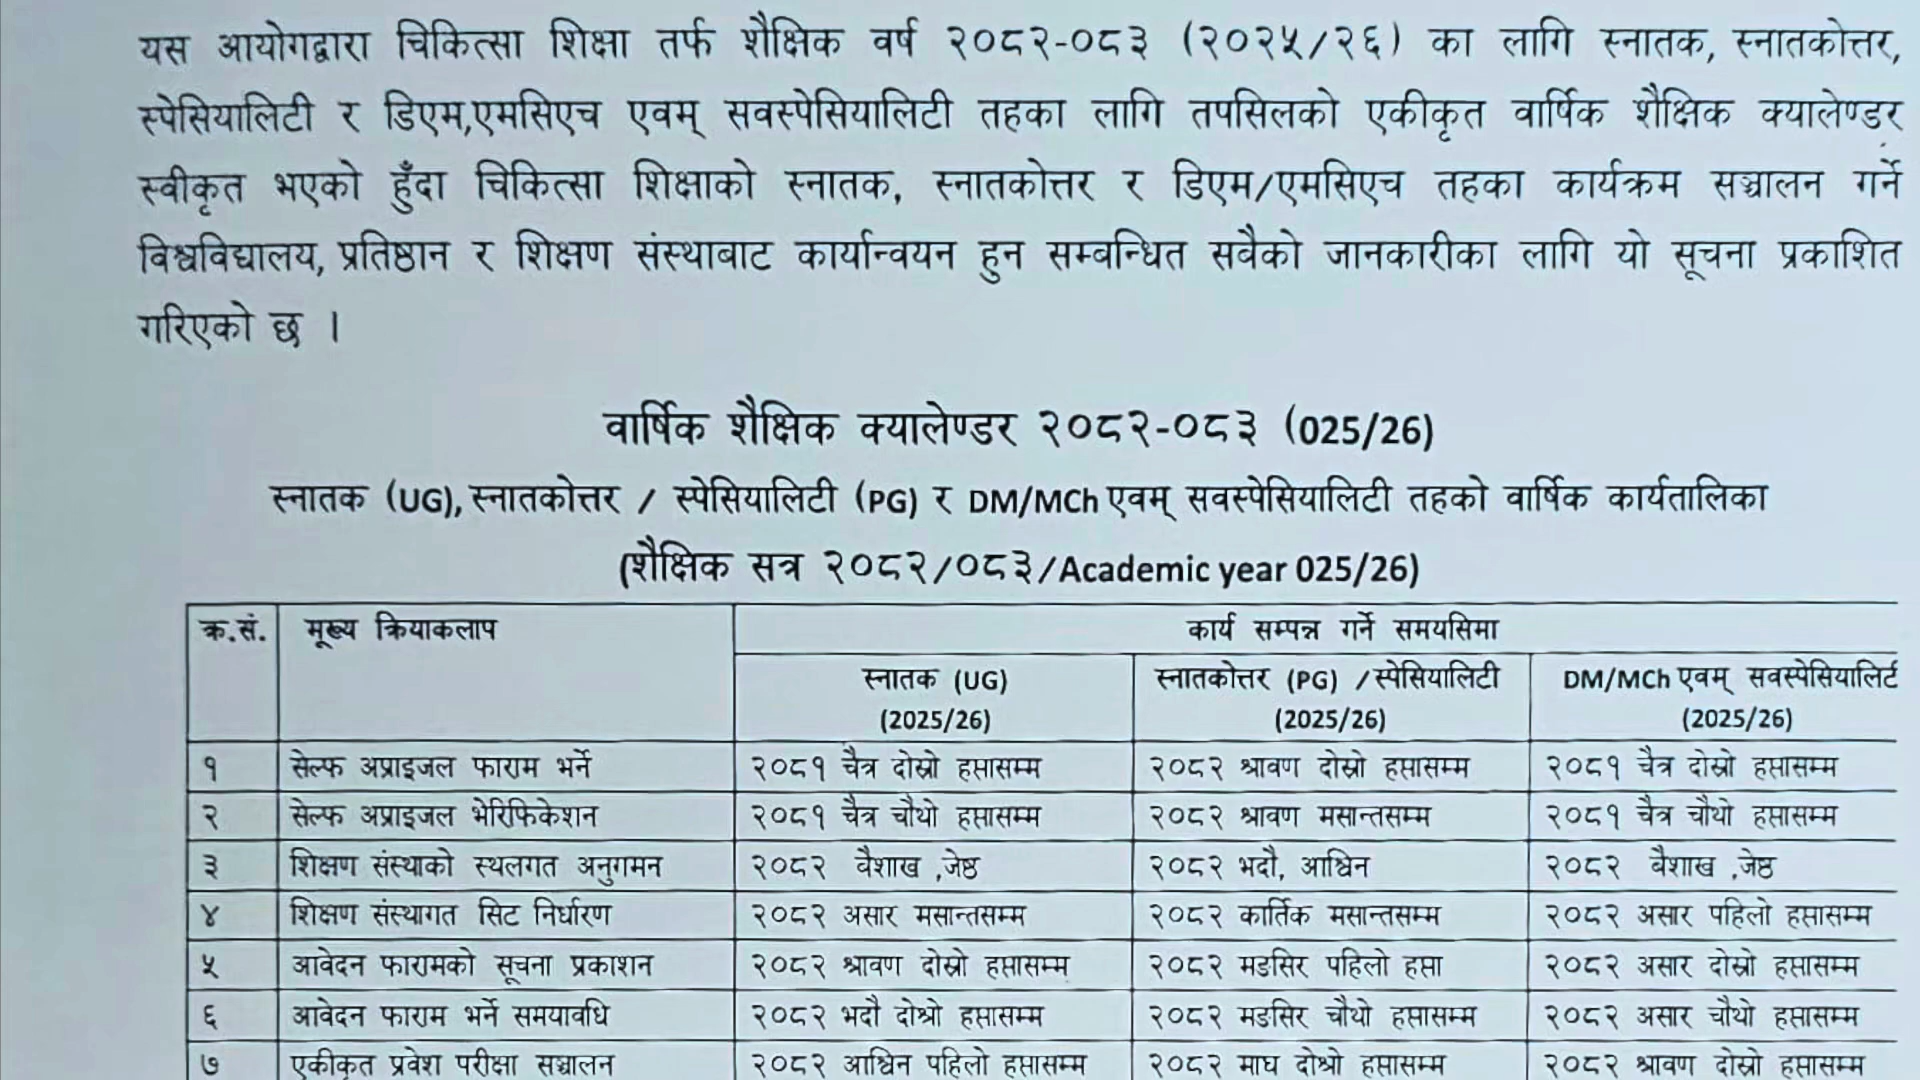 यस आयोगद्वारा चिकित्सा शिक्षा तर्फ शैक्षिक वर्ष २०८२-०८३ (२०२५/२६) का लागि स्नातक, स्नातकोत्तर,
स्पेसियालिटी र डिएम,एमसिएच एवम् सवस्पेसियालिटी तहका लागि तपसिलको एकीकृत वार्षिक शैक्षिक क्यालेण्डर
स्वीकृत भएको हुँदा चिकित्सा शिक्षाको स्नातक, स्नातकोत्तर र डिएम/एमसिएच तहका कार्यक्रम सञ्चालन गर्ने
विश्वविद्यालय, प्रतिष्ठान र शिक्षण संस्थाबाट कार्यान्वयन हुन सम्बन्धित सवैको जानकारीका लागि यो सूचना प्रकाशित
गरिएको छ ।
वार्षिक शैक्षिक क्यालेण्डर २०८२-०८३ (025/26)
स्नातक (UG), स्नातकोत्तर / स्पेसियालिटी (PG) र DM/MCh एवम् सवस्पेसियालिटी तहको वार्षिक कार्यतालिका
(शैक्षिक सत्र २०८२/०८३/Academic year 025/26)
क्र.सं. मूख्य क्रियाकलाप कार्य सम्पन्न गर्ने समयसिमा
स्नातक (UG) स्नातकोत्तर (PG) /स्पेसियालिटी DM/MCh एवम्
(2025/26) (2025/26) (2025/26)
१ सेल्फ अप्राइजल फाराम भर्ने २०८१ चैत्र दोस्रो हप्तासम्म २०८२ श्रावण दोस्रो हप्तासम्म २०८१ चैत्र दोस्रो हप्तासम्म
२ सेल्फ अप्राइजल भेरिफिकेशन २०८१ चैत्र चौथो हप्तासम्म २०८२ श्रावण मसान्तसम्म २०८१ चैत्र चौथो हप्तासम्म
३ शिक्षण संस्थाको स्थलगत अनुगमन २०८२ वैशाख ,जेष्ठ २०८२ भदौ, आश्विन २०८२ वैशाख ,जेष्ठ
४ शिक्षण संस्थागत सिट निर्धारण २०८२ असार मसान्तसम्म २०८२ कार्तिक मसान्तसम्म २०८२ असार पहिलो हप्तासम्म
५ आवेदन फारामको सूचना प्रकाशन २०८२ श्रावण दोस्रो हप्तासम्म २०८२ मङसिर पहिलो हप्ता २०८२ असार दोस्रो हप्तासम्म
६ आवेदन फाराम भर्ने समयावधि २०८२ भदौ दोश्रो हप्तासम्म २०८२ मङसिर चौथो हप्तासम्म २०८२ असार चौथो हप्तासम्म
७ एकीकृत प्रवेश परीक्षा सञ्चालन २०८२ आश्विन पहिलो हप्तासम्म २०८२ माघ दोश्रो हप्तासम्म २०८२ श्रावण दोस्रो हप्तासम्म